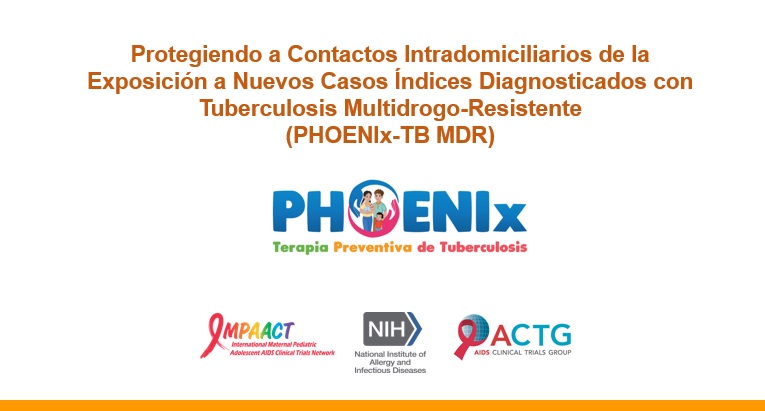 Protegiendo a Contactos Intradomiciliarios de la
Exposición a Nuevos Casos Índices Diagnosticados con
Tuberculosis Multidrogo-Resistente
(PHOENIx-TB MDR)
PHOENIx
Terapia Preventiva de Tuberculosis
IMPAACT
International Maternal Pediatric
Adolescent AIDS Clinical Trials Network
NIH
National Institute of
Allergy and
Infectious Diseases
ACTG
AIDS CLINICAL TRIALS GROUP